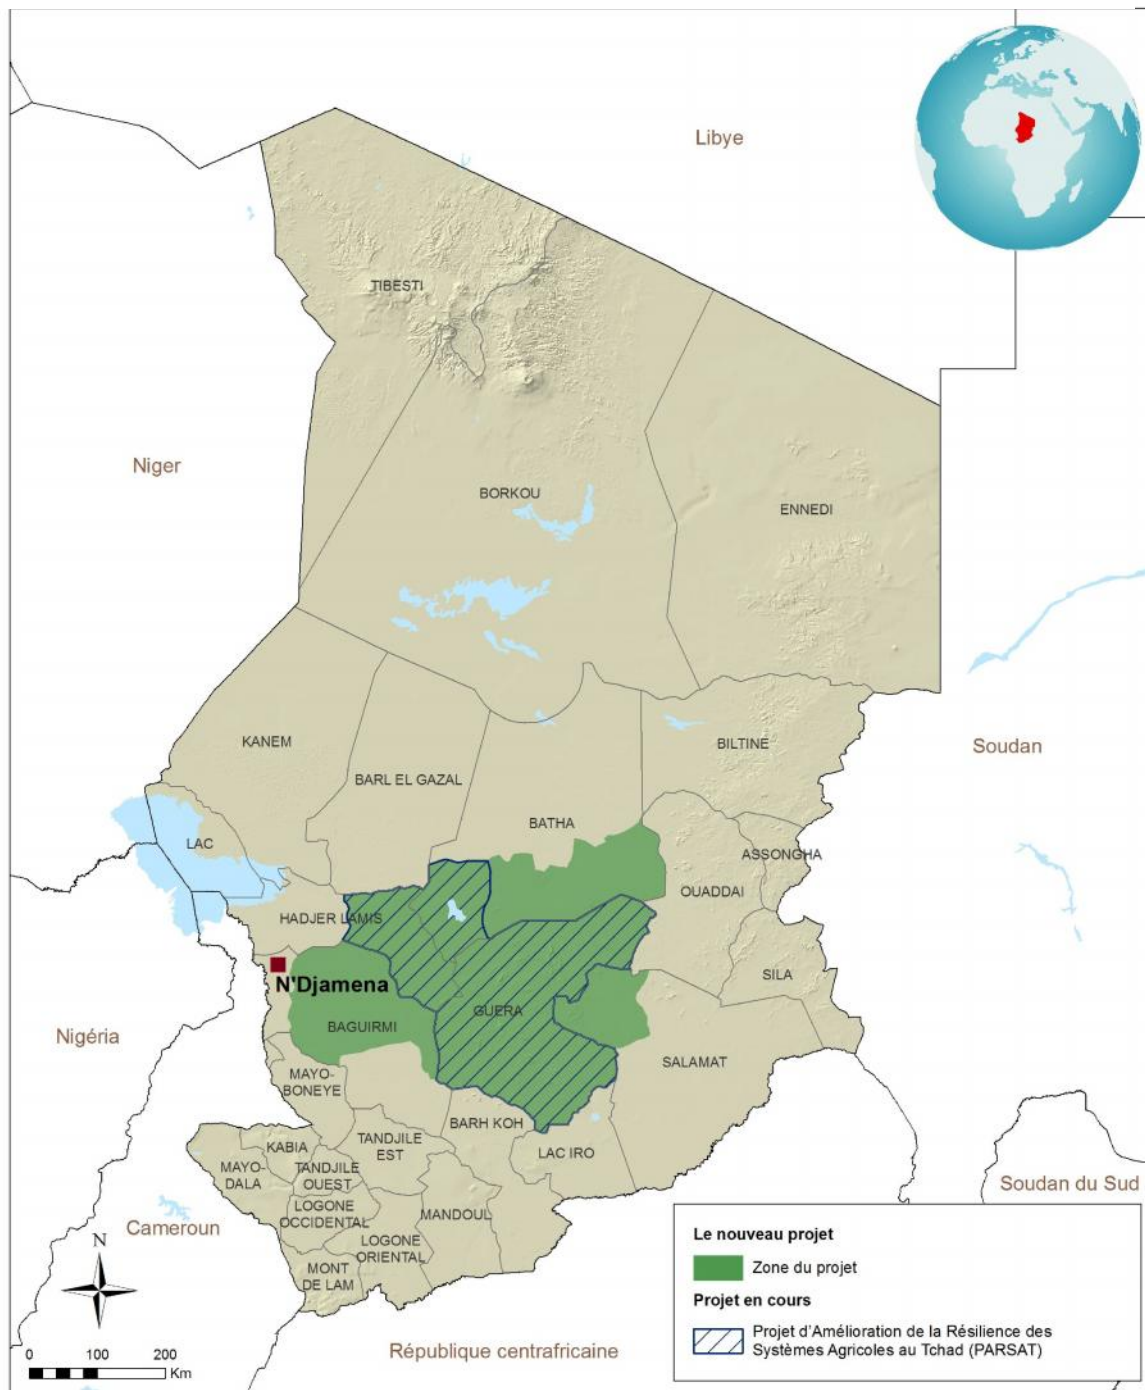 Libye
TIBESTI
Niger
BORKOU
ENNEDI
KANEM
BILTINE
Soudan
BARL EL GAZAL
BATHA
LAC
ASSONGHA
OUADDAI
HADJER LAMIS
SILA
N'Djamena
GUERA
BAGUIRMI
Nigéria
SALAMAT
MAYO-
BONEYE
BARH KOH
TANDJILE
EST
KABIA
LAC IRO
MAYO-
DALA
TANDJILE
OUEST
Soudan du Sud
LOGONE
OCCIDENTAL
MANDOUL
Cameroun
LOGONE
ORIENTAL
MONT
DE LAM
N
République centrafricaine
0 100 200
Km
Le nouveau projet
Zone du projet
Projet en cours
Projet d'Amélioration de la Résilience des
Systèmes Agricoles au Tchad (PARSAT)